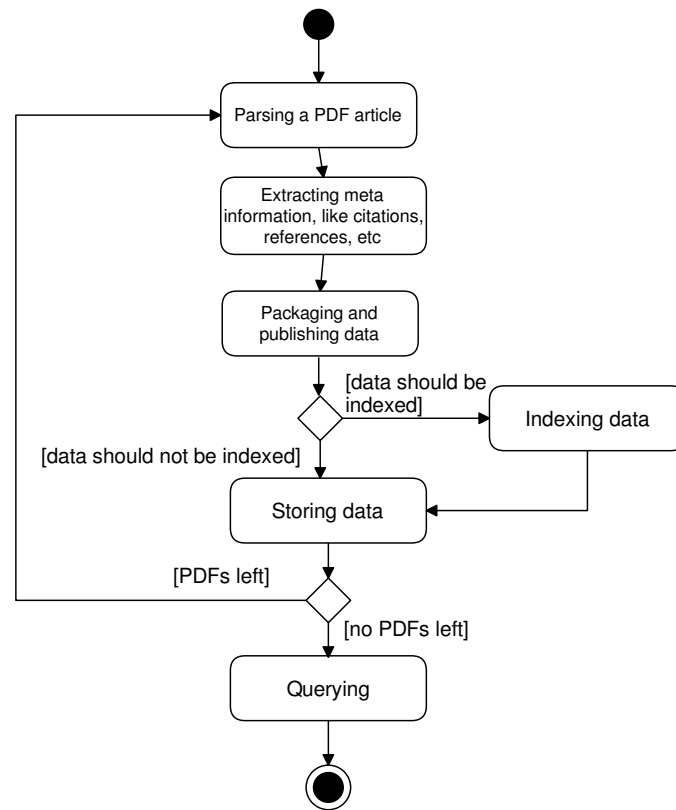 Parsing a PDF article
Extracting meta
information, like citations,
references, etc
Packaging and
publishing data
[data should be
indexed]
Indexing data
[data should not be indexed]
Storing data
[PDFs left]
[no PDFs left]
Querying